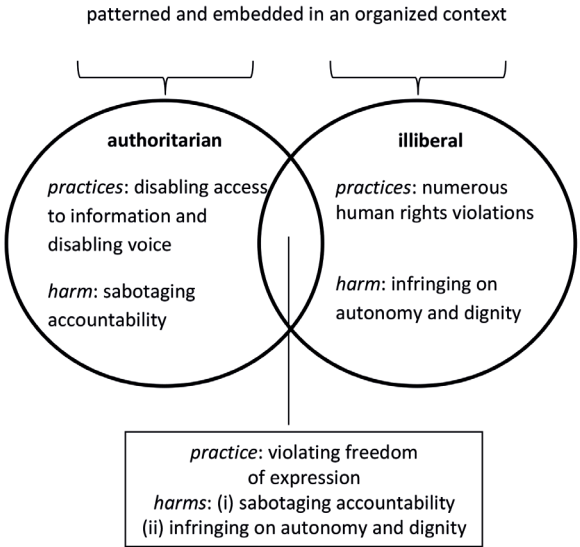 patterned and embedded in an organized context
authoritarian
practices: disabling access
to information and
disabling voice
harm: sabotaging
accountability
illiberal
practices: numerous
human rights violations
harm: infringing on
autonomy and dignity
practice: violating freedom
of expression
harms: (i) sabotaging accountability
(ii) infringing on autonomy and dignity